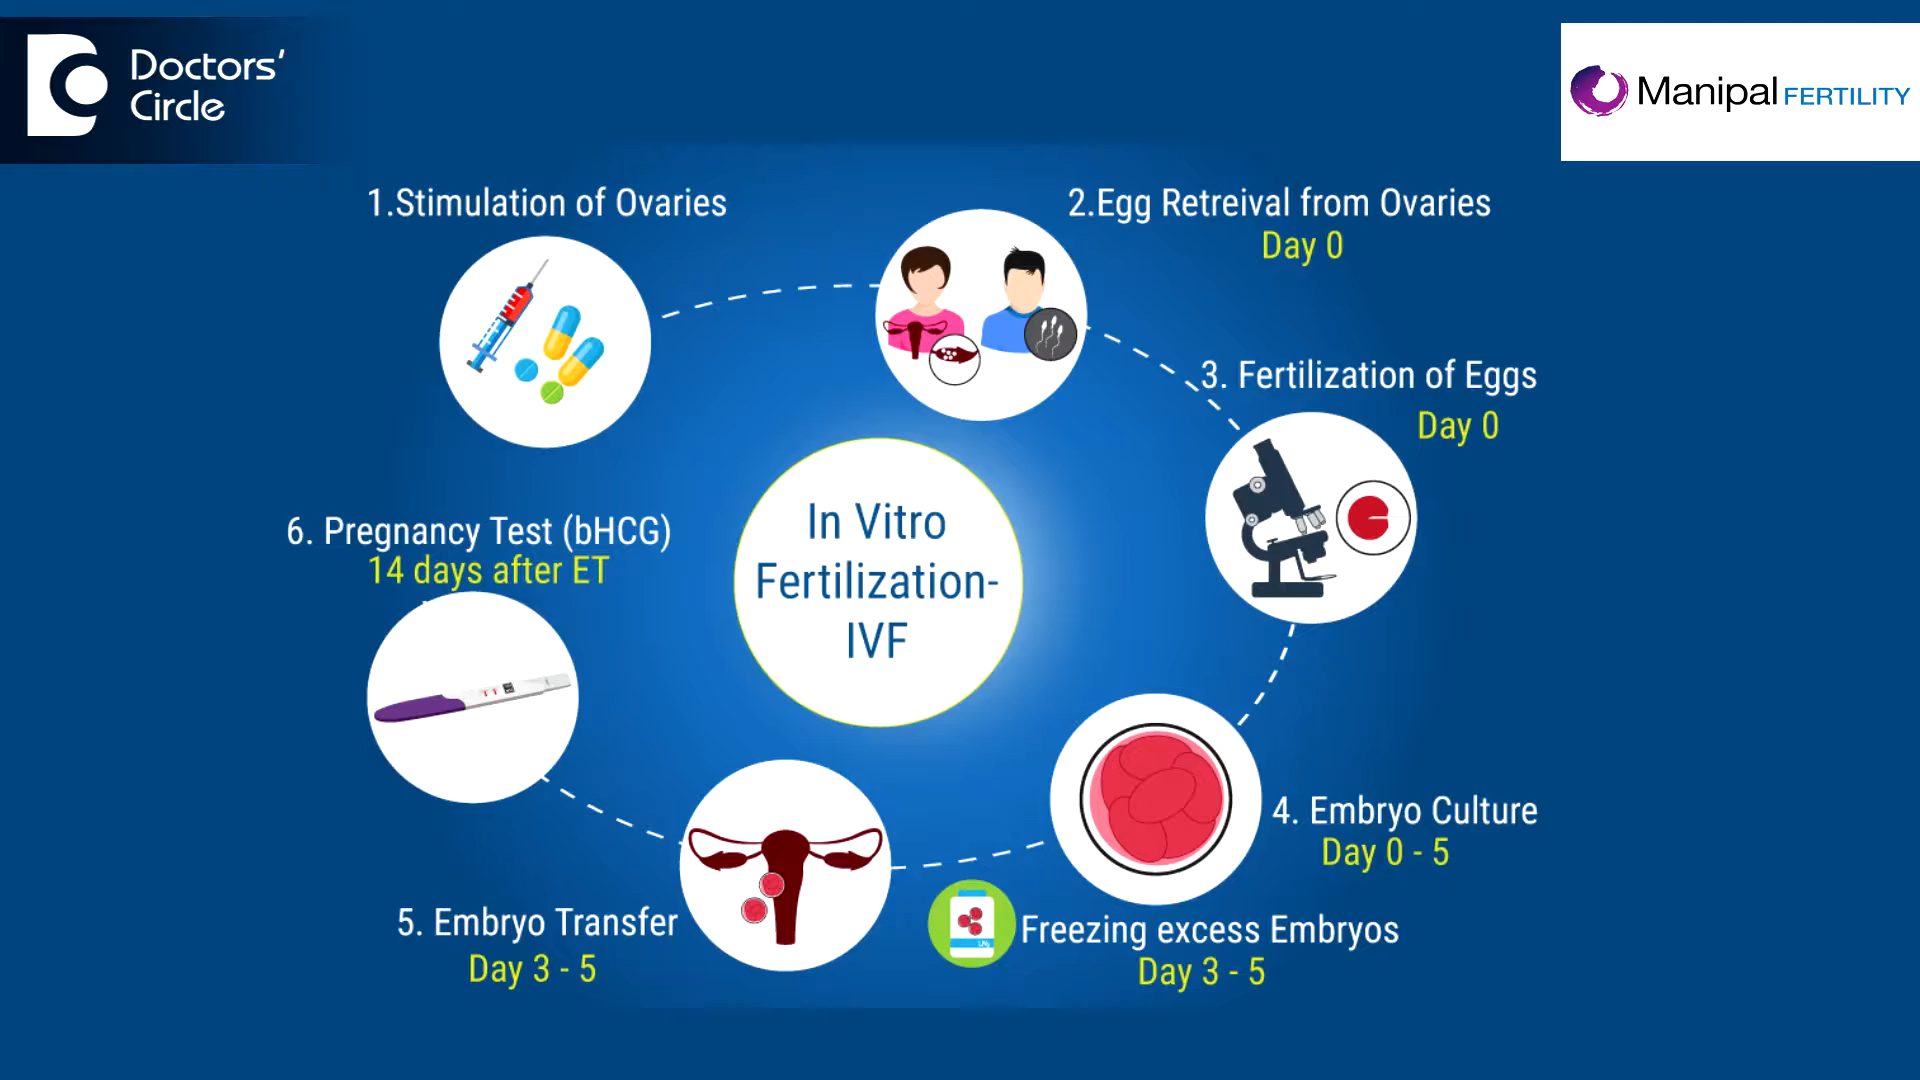 Doctors'
Circle
Manipal FERTILITY
1.Stimulation of Ovaries
2.Egg Retreival from Ovaries
Day 0
3. Fertilization of Eggs
Day 0
In Vitro
Fertilization-
IVF
6. Pregnancy Test (bHCG)
14 days after ET
4. Embryo Culture
Day 0 - 5
5. Embryo Transfer
Day 3 - 5
Freezing excess Embryos
Day 3 - 5